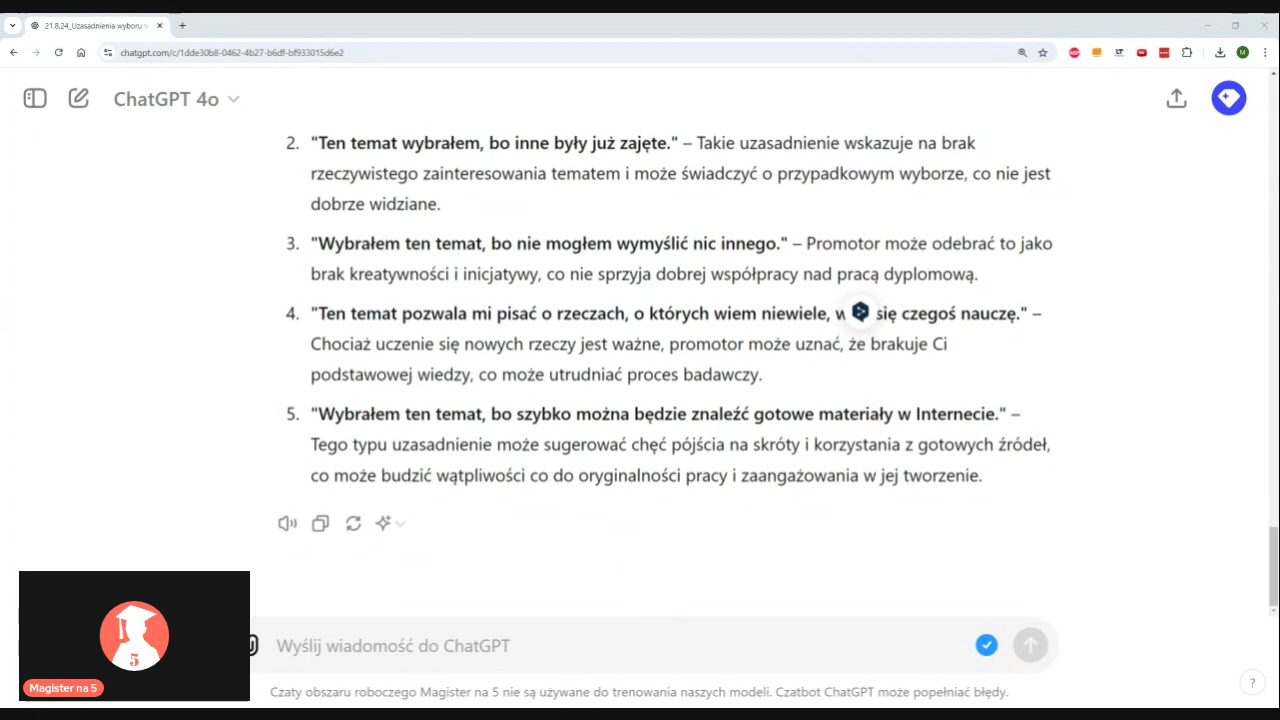 21.8.24_Uzasadnienia wyboru t
chatgpt.com/c/1dde30b8-0462-4b27-b6df-bf933015d6e2
M
ChatGPT 4o
2. "Ten temat wybrałem, bo inne były już zajęte." – Takie uzasadnienie wskazuje na brak
rzeczywistego zainteresowania tematem i może świadczyć o przypadkowym wyborze, co nie jest
dobrze widziane.
3. "Wybrałem ten temat, bo nie mogłem wymyślić nic innego." – Promotor może odebrać to jako
brak kreatywności i inicjatywy, co nie sprzyja dobrej współpracy nad pracą dyplomową.
4. "Ten temat pozwala mi pisać o rzeczach, o których wiem niewiele, w się czegoś nauczę." –
Chociaż uczenie się nowych rzeczy jest ważne, promotor może uznać, że brakuje Ci
podstawowej wiedzy, co może utrudniać proces badawczy.
5. "Wybrałem ten temat, bo szybko można będzie znaleźć gotowe materiały w Internecie." –
Tego typu uzasadnienie może sugerować chęć pójścia na skróty i korzystania z gotowych źródeł,
co może budzić wątpliwości co do oryginalności pracy i zaangażowania w jej tworzenie.
5
Magister na 5
Wyślij wiadomość do ChatGPT
Czaty obszaru roboczego Magister na 5 nie są używane do trenowania naszych modeli. Czatbot ChatGPT może popełniać błędy.
?